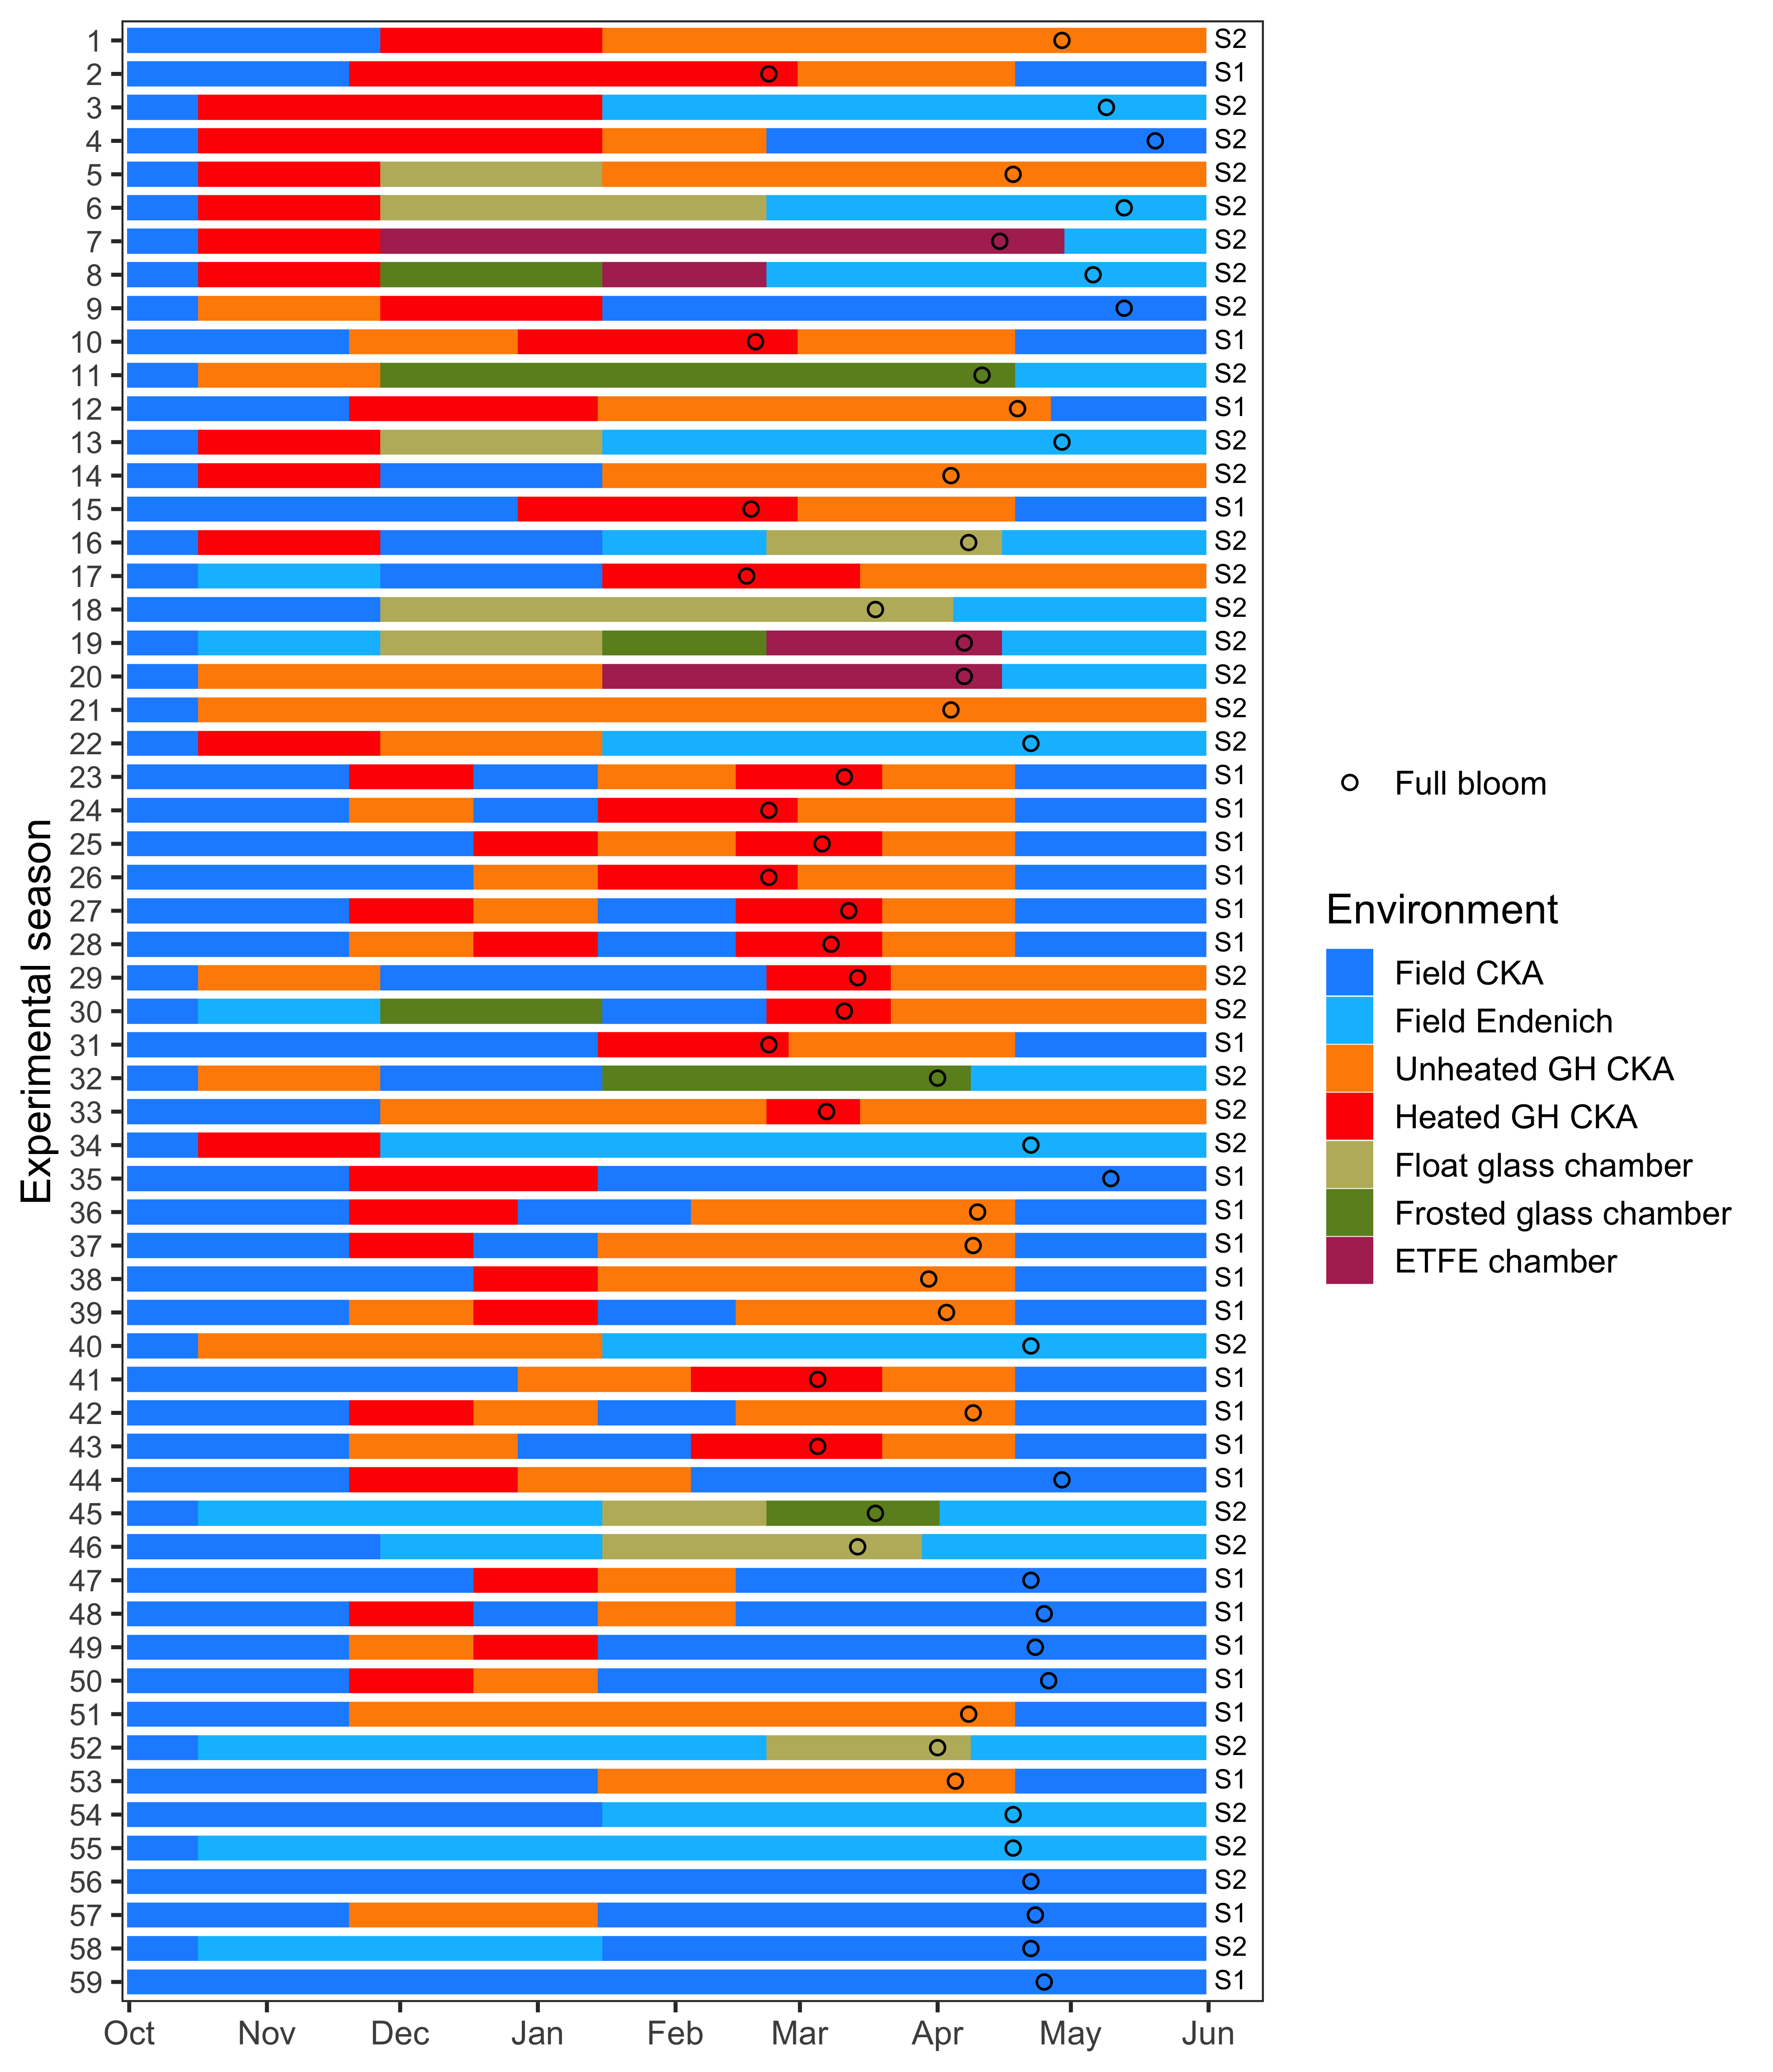 1 S2
2 S1
3 S2
4 S2
5 S2
6 S2
7 S2
8 S2
9 S2
10 S1
11 S2
12 S1
13 S2
14 S2
15 S1
16 S2
17 S2
18 S2
19 S2
20 S2
21 S2
22 S2
23 S1
24 S1
25 S1
26 S1
27 S1
28 S1
29 S2
30 S2
31 S1
32 S2
33 S2
34 S2
35 S1
36 S1
37 S1
38 S1
39 S1
40 S2
41 S1
42 S1
43 S1
44 S1
45 S2
46 S2
47 S1
48 S1
49 S1
50 S1
51 S1
52 S2
53 S1
54 S2
55 S2
56 S2
57 S1
58 S2
59 S1
Oct Nov Dec Jan Feb Mar Apr May Jun
Experimental season
Full bloom
Environment
Field CKA
Field Endenich
Unheated GH CKA
Heated GH CKA
Float glass chamber
Frosted glass chamber
ETFE chamber